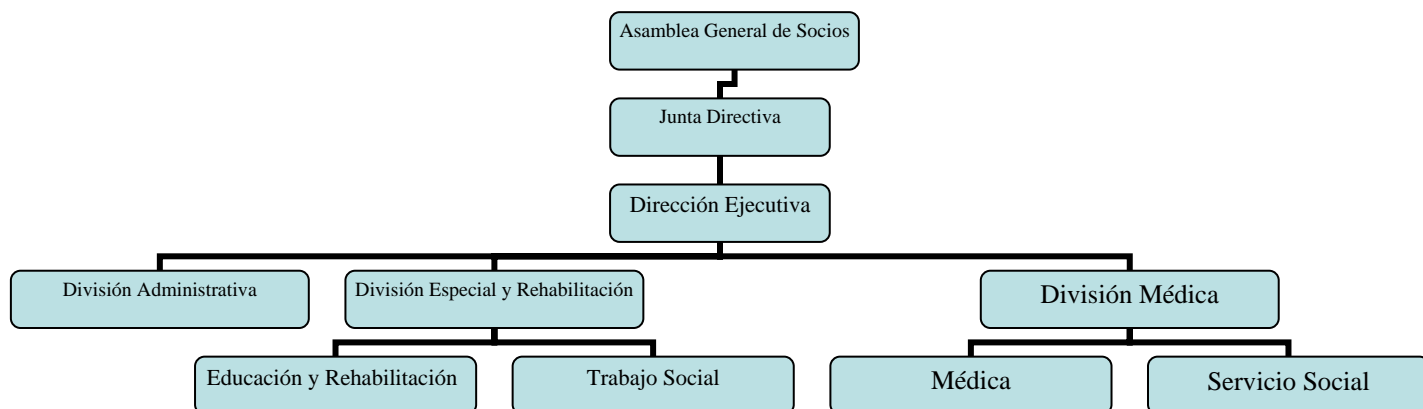 Asamblea General de Socios
Junta Directiva
Dirección Ejecutiva
División Administrativa
División Especial y Rehabilitación
División Médica
Educación y Rehabilitación
Trabajo Social
Médica
Servicio Social